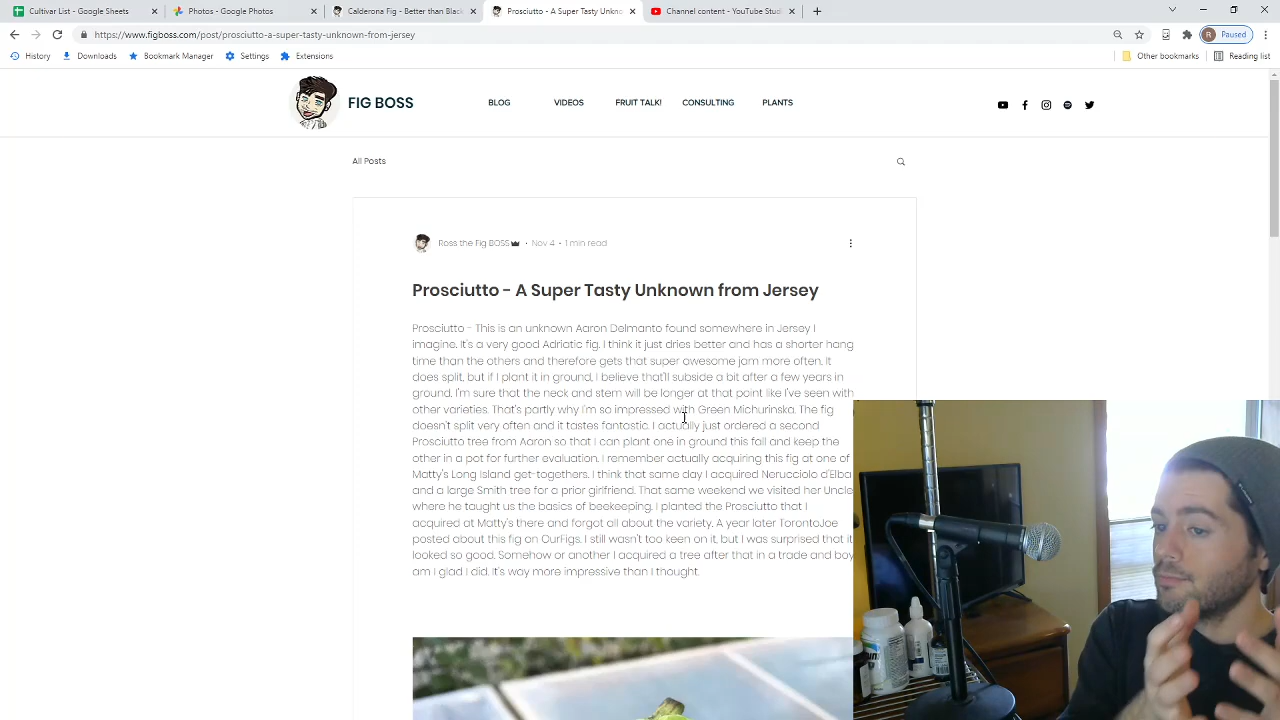 Cultivar List - Google Sheets
Photos - Google Photos
Calderona Fig - Better than Black
Prosciutto - A Super Tasty Unkno
Channel content - YouTube Studi
https://www.figboss.com/post/prosciutto-a-super-tasty-unknown-from-jersey
R Paused
History
Downloads
Bookmark Manager
Settings
Extensions
Other bookmarks
Reading list
FIG BOSS
BLOG
VIDEOS
FRUIT TALK!
CONSULTING
PLANTS
All Posts
Ross the Fig BOSS · Nov 4 · 1 min read
Prosciutto - A Super Tasty Unknown from Jersey
Prosciutto - This is an unknown Aaron Delmanto found somewhere in Jersey I
imagine. It's a very good Adriatic fig. I think it just dries better and has a shorter hang
time than the others and therefore gets that super awesome jam more often. It
does split, but if I plant it in ground, I believe that'll subside a bit after a few years in
ground. I'm sure that the neck and stem will be longer at that point like I've seen with
other varieties. That's partly why I'm so impressed with Green Michurinska. The fig
doesn't split very often and it tastes fantastic. I actually just ordered a second
Prosciutto tree from Aaron so that I can plant one in ground this fall and keep the
other in a pot for further evaluation. I remember actually acquiring this fig at one of
Matty's Long Island get-togethers. I think that same day I acquired Nerucciolo d'Elba
and a large Smith tree for a prior girlfriend. That same weekend we visited her Uncle
where he taught us the basics of beekeeping. I planted the Prosciutto that I
acquired at Matty's there and forgot all about the variety. A year later TorontoJoe
posted about this fig on OurFigs. I still wasn't too keen on it, but I was surprised that it
looked so good. Somehow or another I acquired a tree after that in a trade and boy
am I glad I did. It's way more impressive than I thought.